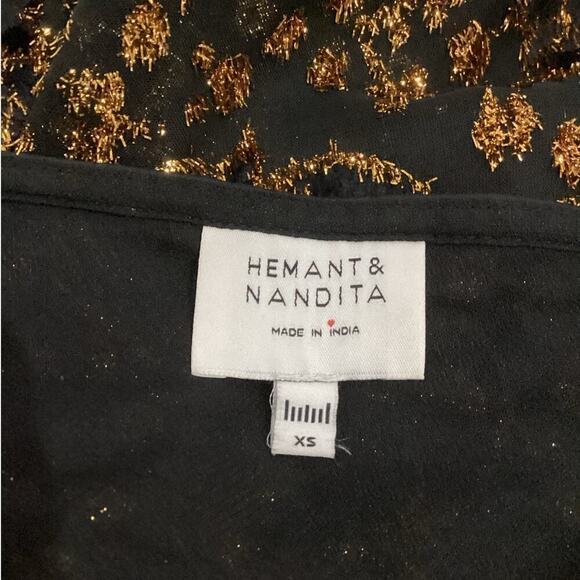 HEMANT &
NANDITA
MADE IN INDIA
XS